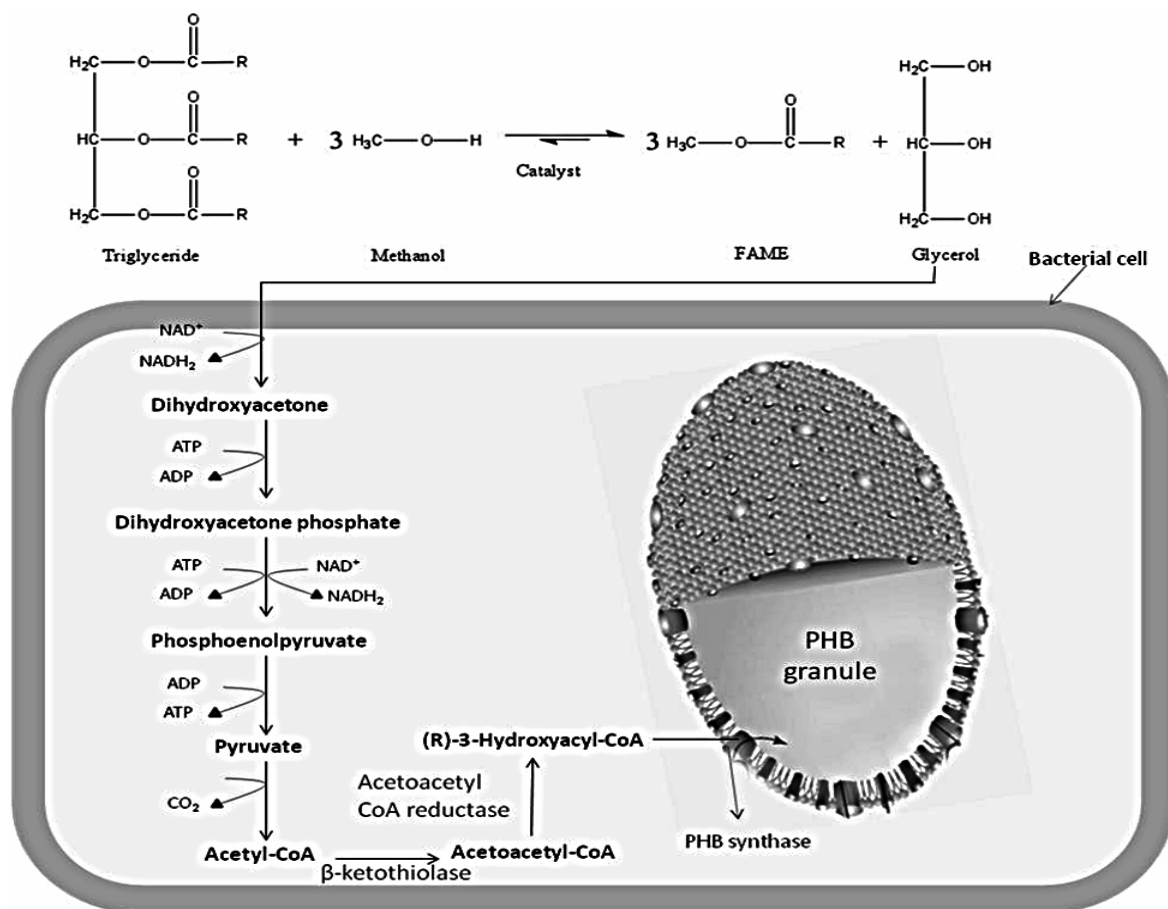 O O
H₂C—O—C—R H₂C—OH
O O
HC—O—C—R + 3 H₃C—O—H 3 H₃C—O—C—R + HC—OH
Catalyst
O
H₂C—O—C—R H₂C—OH
Triglyceride Methanol FAME Glycerol
Bacterial cell
NAD⁺
NADH₂
Dihydroxyacetone
ATP
ADP
Dihydroxyacetone phosphate
ATP NAD⁺
ADP NADH₂
Phosphoenolpyruvate
ADP
ATP
Pyruvate
CO₂
Acetyl-CoA
β-ketothiolase
Acetoacetyl-CoA
Acetoacetyl
CoA reductase
(R)-3-Hydroxyacyl-CoA
PHB synthase
PHB
granule